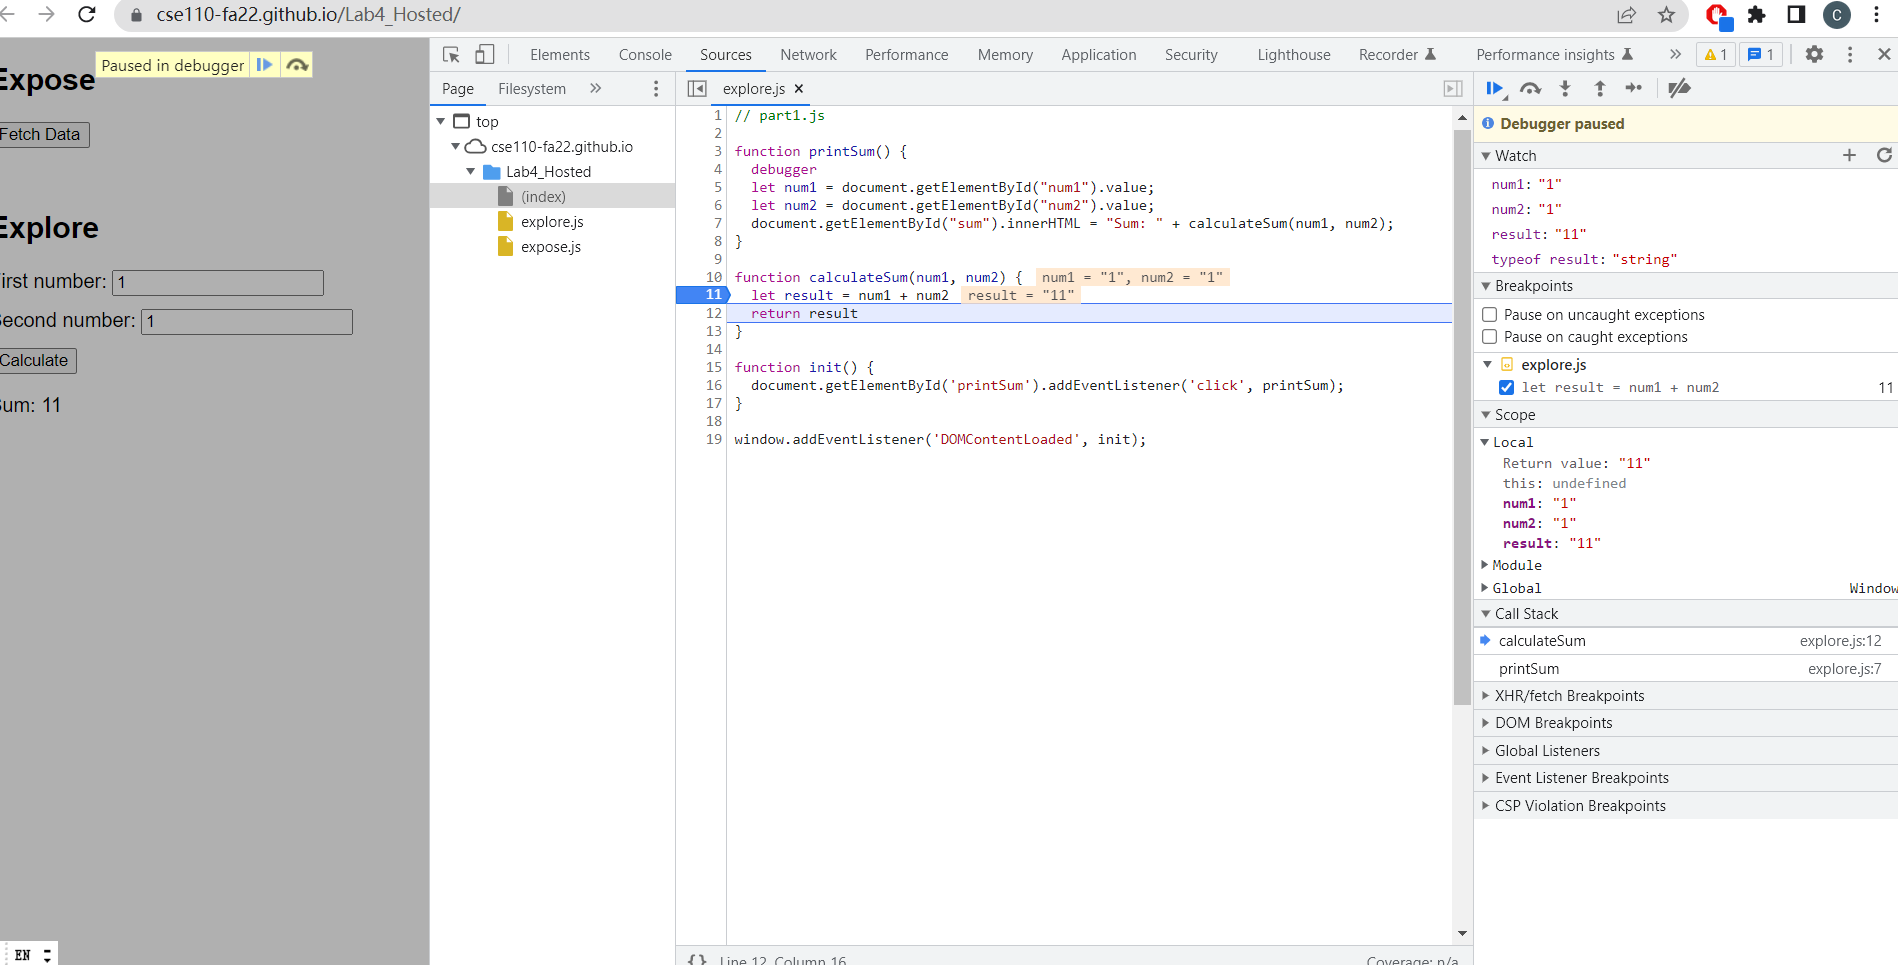 cse110-fa22.github.io/Lab4_Hosted/
C
Paused in debugger
Expose
Fetch Data
Explore
First number: 1
Second number: 1
Calculate
Sum: 11
EN
Elements Console Sources Network Performance Memory Application Security Lighthouse Recorder Performance insights » 1 1
Page Filesystem »
top
cse110-fa22.github.io
Lab4_Hosted
(index)
explore.js
expose.js
explore.js ×
1 // part1.js
2
3 function printSum() {
4 debugger
5 let num1 = document.getElementById("num1").value;
6 let num2 = document.getElementById("num2").value;
7 document.getElementById("sum").innerHTML = "Sum: " + calculateSum(num1, num2);
8 }
9
10 function calculateSum(num1, num2) { num1 = "1", num2 = "1"
11 let result = num1 + num2 result = "11"
12 return result
13 }
14
15 function init() {
16 document.getElementById('printSum').addEventListener('click', printSum);
17 }
18
19 window.addEventListener('DOMContentLoaded', init);
{} Line 12, Column 16 Coverage: n/a
Debugger paused
Watch
num1: "1"
num2: "1"
result: "11"
typeof result: "string"
Breakpoints
Pause on uncaught exceptions
Pause on caught exceptions
explore.js
let result = num1 + num2 11
Scope
Local
Return value: "11"
this: undefined
num1: "1"
num2: "1"
result: "11"
Module
Global Window
Call Stack
calculateSum explore.js:12
printSum explore.js:7
XHR/fetch Breakpoints
DOM Breakpoints
Global Listeners
Event Listener Breakpoints
CSP Violation Breakpoints